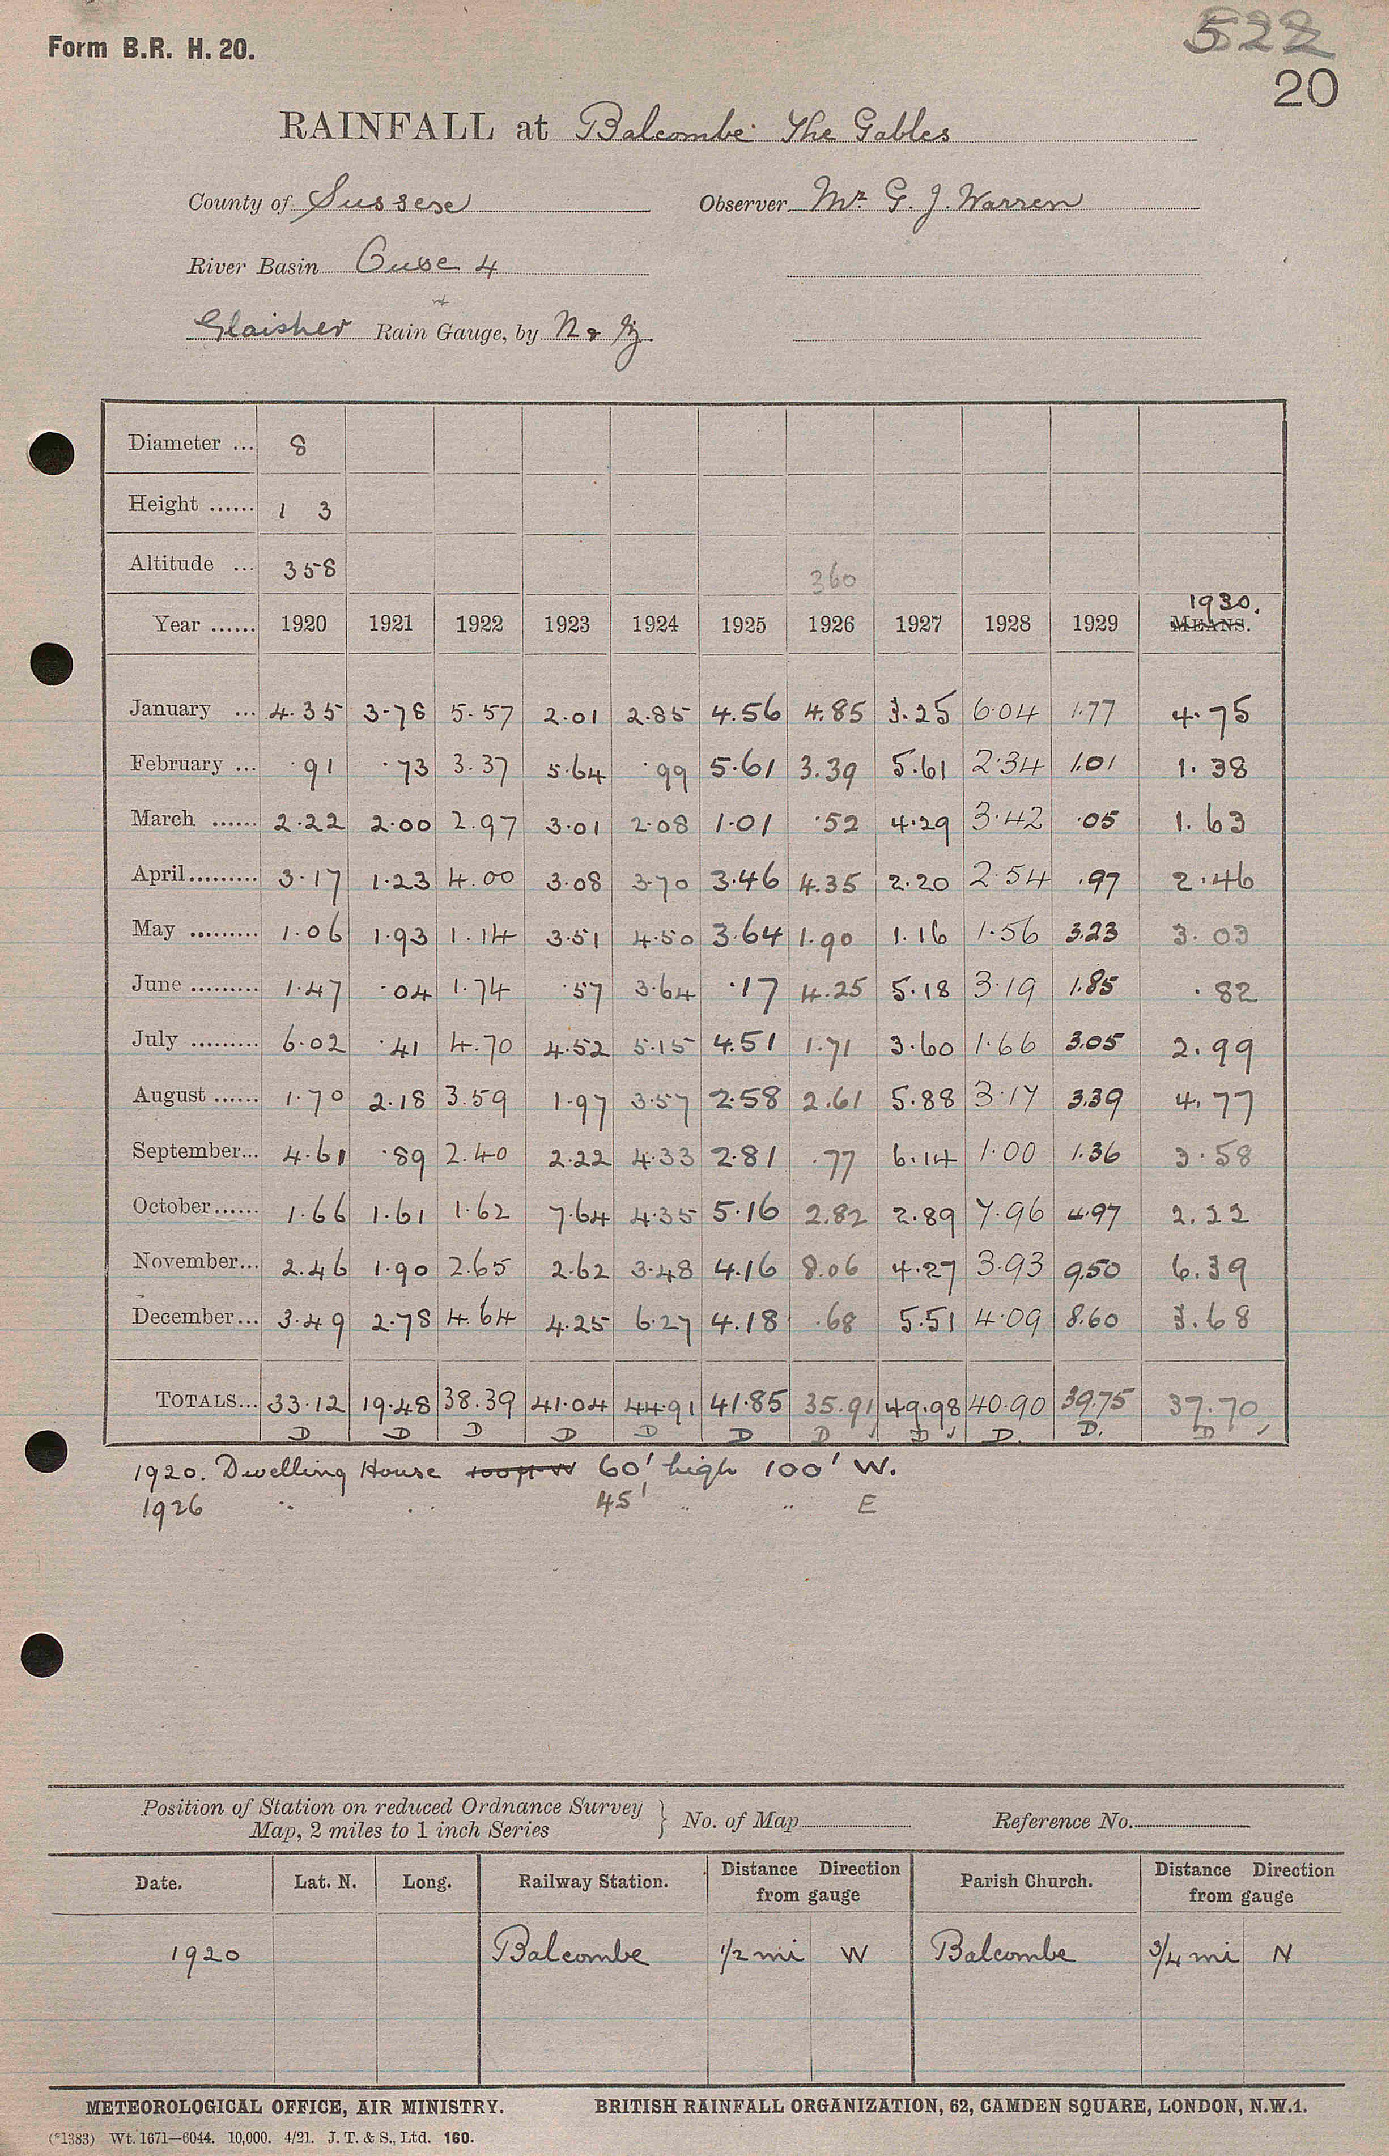 Form B.R. H. 20.
522
20
RAINFALL at Balcombe The Gables
County of Sussex Observer Mr G. J. Warren
River Basin Ouse 4
Glaisher Rain Gauge, by N & Z
Diameter ... 8
Height ...... 1 3
Altitude ... 358 360
Year ...... 1920 1921 1922 1923 1924 1925 1926 1927 1928 1929 MEANS. 1930.
January ... 4.35 3.78 5.57 2.01 2.85 4.56 4.85 3.25 6.04 1.77 4.75
February ... .91 .73 3.37 5.64 .99 5.61 3.39 5.61 2.34 1.01 1.38
March ...... 2.22 2.00 2.97 3.01 2.08 1.01 .52 4.29 3.42 .05 1.63
April ......... 3.17 1.23 4.00 3.08 3.70 3.46 4.35 2.20 2.54 .97 2.46
May ......... 1.06 1.93 1.14 3.51 4.50 3.64 1.90 1.16 1.56 3.23 3.03
June ......... 1.47 .04 1.74 .57 3.64 .17 4.25 5.18 3.19 1.85 .82
July ......... 6.02 .41 4.70 4.52 5.15 4.51 1.71 3.60 1.66 3.05 2.99
August ...... 1.70 2.18 3.59 1.97 3.57 2.58 2.61 5.88 3.17 3.39 4.77
September... 4.61 .89 2.40 2.22 4.33 2.81 .77 6.14 1.00 1.36 3.58
October...... 1.66 1.61 1.62 7.64 4.35 5.16 2.82 2.89 7.96 4.97 2.22
November... 2.46 1.90 2.65 2.62 3.48 4.16 8.06 4.27 3.93 9.50 6.39
December... 3.49 2.78 4.64 4.25 6.27 4.18 .68 5.51 4.09 8.60 3.68
TOTALS... 33.12 19.48 38.39 41.04 44.91 41.85 35.91 49.98 40.90 39.75 37.70
D D D D D D D D D. D. D
1920. Dwelling House 100ft W 60' high 100' W.
1926 " " 45' " " E
Position of Station on reduced Ordnance Survey
Map, 2 miles to 1 inch Series } No. of Map Reference No.
Date. Lat. N. Long. Railway Station. Distance Direction from gauge Parish Church. Distance Direction from gauge
1920 Balcombe 1/2 mi W Balcombe 3/4 mi N
METEOROLOGICAL OFFICE, AIR MINISTRY. BRITISH RAINFALL ORGANIZATION, 62, CAMDEN SQUARE, LONDON, N.W.1.
(*1383) Wt. 1671—6044. 10,000. 4/21. J. T. & S., Ltd. 160.